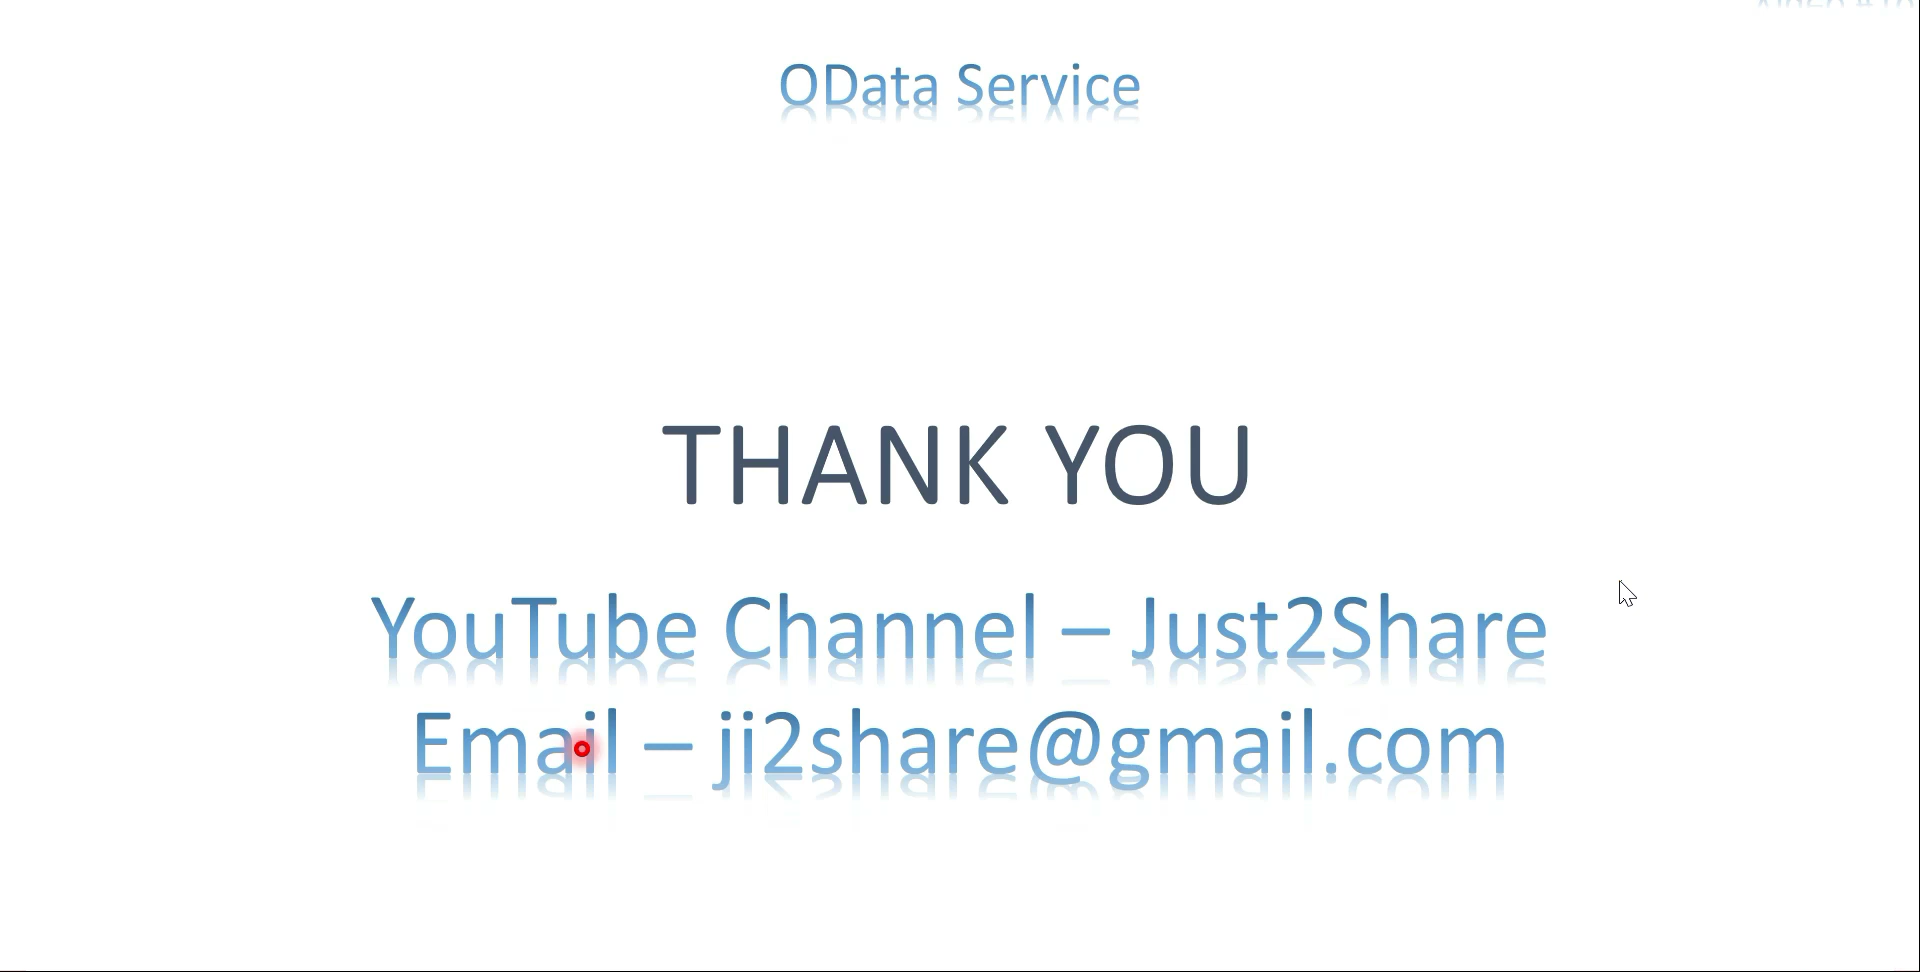 OData Service
THANK YOU
YouTube Channel – Just2Share
Email – ji2share@gmail.com